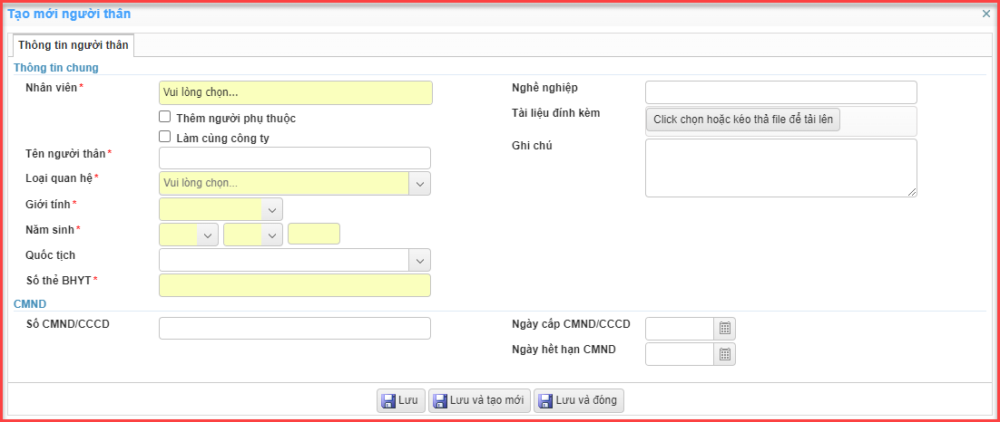 Tạo mới người thân
Thông tin người thân
Thông tin chung
Nhân viên*
Vui lòng chọn...
Thêm người phụ thuộc
Làm cùng công ty
Tên người thân*
Loại quan hệ*
Vui lòng chọn...
Giới tính*
Năm sinh*
Quốc tịch
Số thẻ BHYT*
Nghề nghiệp
Tài liệu đính kèm
Click chọn hoặc kéo thả file để tải lên
Ghi chú
CMND
Số CMND/CCCD
Ngày cấp CMND/CCCD
Ngày hết hạn CMND
Lưu
Lưu và tạo mới
Lưu và đóng